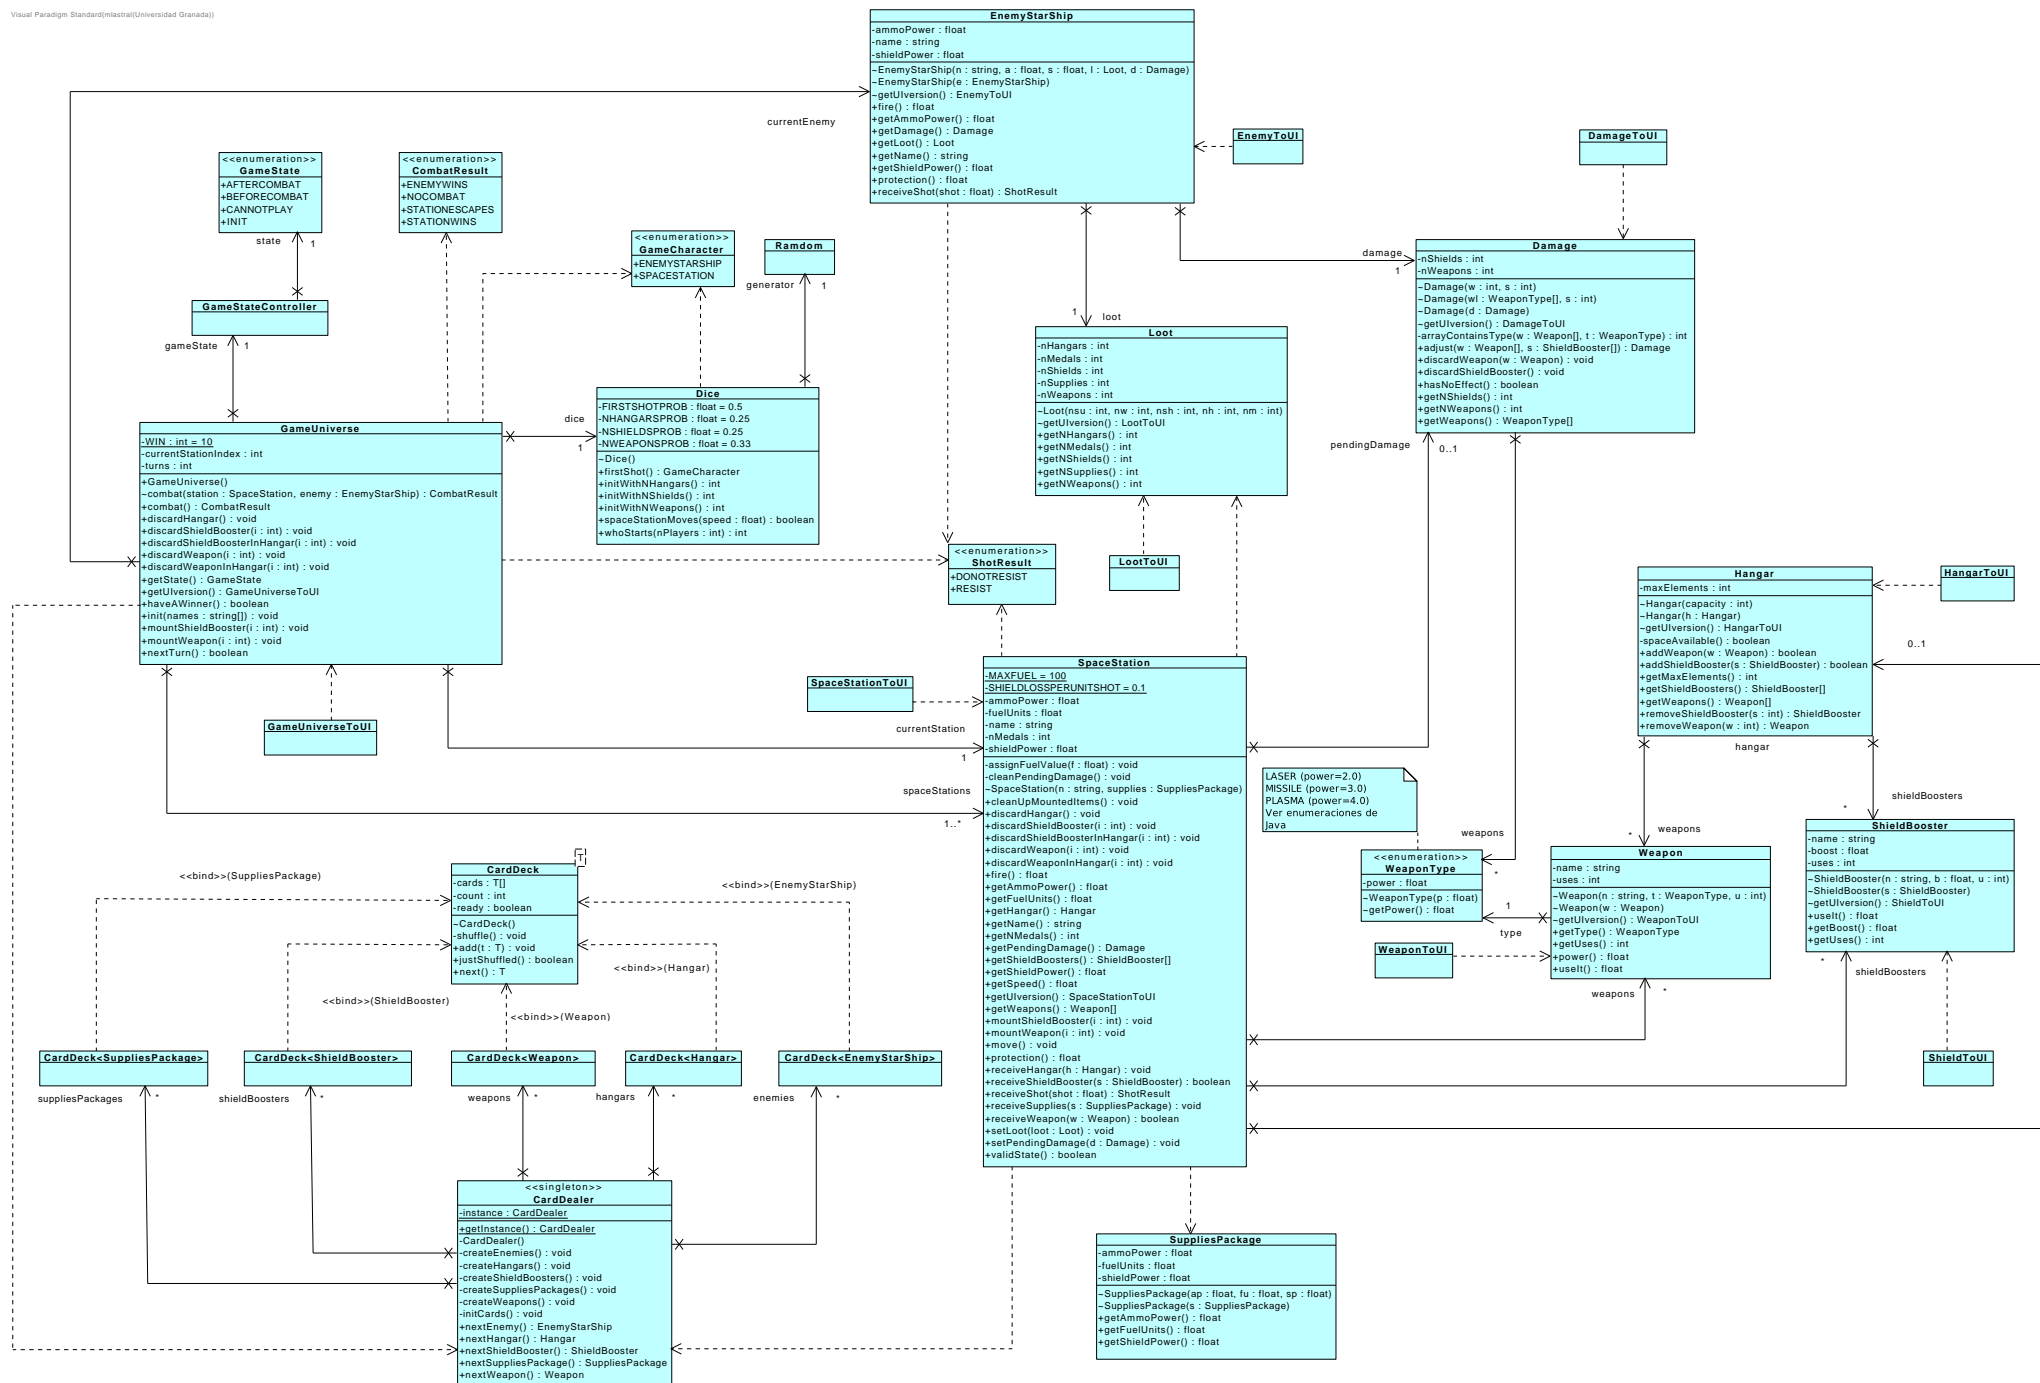 Visual Paradigm Standard(mlastral(Universidad Granada))
EnemyStarShip
-ammoPower : float
-name : string
-shieldPower : float
~EnemyStarShip(n : string, a : float, s : float, l : Loot, d : Damage)
~EnemyStarShip(e : EnemyStarShip)
~getUIversion() : EnemyToUI
+fire() : float
+getAmmoPower() : float
+getDamage() : Damage
+getLoot() : Loot
+getName() : string
+getShieldPower() : float
+protection() : float
+receiveShot(shot : float) : ShotResult
currentEnemy
EnemyToUI
DamageToUI
<<enumeration>>
GameState
+AFTERCOMBAT
+BEFORECOMBAT
+CANNOTPLAY
+INIT
state
1
<<enumeration>>
CombatResult
+ENEMYWINS
+NOCOMBAT
+STATIONESCAPES
+STATIONWINS
<<enumeration>>
GameCharacter
+ENEMYSTARSHIP
+SPACESTATION
Ramdom
generator
1
GameStateController
gameState
1
damage
1
Damage
-nShields : int
-nWeapons : int
~Damage(w : int, s : int)
~Damage(wl : WeaponType[], s : int)
~Damage(d : Damage)
~getUIversion() : DamageToUI
-arrayContainsType(w : Weapon[], t : WeaponType) : int
+adjust(w : Weapon[], s : ShieldBooster[]) : Damage
+discardWeapon(w : Weapon) : void
+discardShieldBooster() : void
+hasNoEffect() : boolean
+getNShields() : int
+getNWeapons() : int
+getWeapons() : WeaponType[]
1
loot
Loot
-nHangars : int
-nMedals : int
-nShields : int
-nSupplies : int
-nWeapons : int
~Loot(nsu : int, nw : int, nsh : int, nh : int, nm : int)
~getUIversion() : LootToUI
+getNHangars() : int
+getNMedals() : int
+getNShields() : int
+getNSupplies() : int
+getNWeapons() : int
pendingDamage
0..1
Dice
-FIRSTSHOTPROB : float = 0.5
-NHANGARSPROB : float = 0.25
-NSHIELDSPROB : float = 0.25
-NWEAPONSPROB : float = 0.33
~Dice()
+firstShot() : GameCharacter
+initWithNHangars() : int
+initWithNShields() : int
+initWithNWeapons() : int
+spaceStationMoves(speed : float) : boolean
+whoStarts(nPlayers : int) : int
dice
1
GameUniverse
-WIN : int = 10
-currentStationIndex : int
-turns : int
+GameUniverse()
~combat(station : SpaceStation, enemy : EnemyStarShip) : CombatResult
+combat() : CombatResult
+discardHangar() : void
+discardShieldBooster(i : int) : void
+discardShieldBoosterInHangar(i : int) : void
+discardWeapon(i : int) : void
+discardWeaponInHangar(i : int) : void
+getState() : GameState
+getUIversion() : GameUniverseToUI
+haveAWinner() : boolean
+init(names : string[]) : void
+mountShieldBooster(i : int) : void
+mountWeapon(i : int) : void
+nextTurn() : boolean
<<enumeration>>
ShotResult
+DONOTRESIST
+RESIST
LootToUI
Hangar
-maxElements : int
~Hangar(capacity : int)
~Hangar(h : Hangar)
~getUIversion() : HangarToUI
-spaceAvailable() : boolean
+addWeapon(w : Weapon) : boolean
+addShieldBooster(s : ShieldBooster) : boolean
+getMaxElements() : int
+getShieldBoosters() : ShieldBooster[]
+getWeapons() : Weapon[]
+removeShieldBooster(s : int) : ShieldBooster
+removeWeapon(w : int) : Weapon
hangar
HangarToUI
0..1
GameUniverseToUI
SpaceStationToUI
currentStation
1
spaceStations
1..*
SpaceStation
-MAXFUEL = 100
-SHIELDLOSSPERUNITSHOT = 0.1
-ammoPower : float
-fuelUnits : float
-name : string
-nMedals : int
-shieldPower : float
-assignFuelValue(f : float) : void
-cleanPendingDamage() : void
~SpaceStation(n : string, supplies : SuppliesPackage)
+cleanUpMountedItems() : void
+discardHangar() : void
+discardShieldBooster(i : int) : void
+discardShieldBoosterInHangar(i : int) : void
+discardWeapon(i : int) : void
+discardWeaponInHangar(i : int) : void
+fire() : float
+getAmmoPower() : float
+getFuelUnits() : float
+getHangar() : Hangar
+getName() : string
+getNMedals() : int
+getPendingDamage() : Damage
+getShieldBoosters() : ShieldBooster[]
+getShieldPower() : float
+getSpeed() : float
+getUIversion() : SpaceStationToUI
+getWeapons() : Weapon[]
+mountShieldBooster(i : int) : void
+mountWeapon(i : int) : void
+move() : void
+protection() : float
+receiveHangar(h : Hangar) : void
+receiveShieldBooster(s : ShieldBooster) : boolean
+receiveShot(shot : float) : ShotResult
+receiveSupplies(s : SuppliesPackage) : void
+receiveWeapon(w : Weapon) : boolean
+setLoot(loot : Loot) : void
+setPendingDamage(d : Damage) : void
+validState() : boolean
LASER (power=2.0)
MISSILE (power=3.0)
PLASMA (power=4.0)
Ver enumeraciones de
Java
weapons
*
<<enumeration>>
WeaponType
-power : float
~WeaponType(p : float)
~getPower() : float
* weapons
Weapon
-name : string
-uses : int
~Weapon(n : string, t : WeaponType, u : int)
~Weapon(w : Weapon)
~getUIversion() : WeaponToUI
+getType() : WeaponType
+getUses() : int
+power() : float
+useIt() : float
1
type
WeaponToUI
weapons *
shieldBoosters
*
ShieldBooster
-name : string
-boost : float
-uses : int
~ShieldBooster(n : string, b : float, u : int)
~ShieldBooster(s : ShieldBooster)
~getUIversion() : ShieldToUI
+useIt() : float
+getBoost() : float
+getUses() : int
*
shieldBoosters
ShieldToUI
T
CardDeck
-cards : T[]
-count : int
-ready : boolean
~CardDeck()
-shuffle() : void
+add(t : T) : void
+justShuffled() : boolean
+next() : T
<<bind>>(SuppliesPackage)
<<bind>>(EnemyStarShip)
<<bind>>(Hangar)
<<bind>>(ShieldBooster)
<<bind>>(Weapon)
CardDeck<SuppliesPackage>
CardDeck<ShieldBooster>
CardDeck<Weapon>
CardDeck<Hangar>
CardDeck<EnemyStarShip>
suppliesPackages *
shieldBoosters *
weapons *
hangars *
enemies *
<<singleton>>
CardDealer
-instance : CardDealer
+getInstance() : CardDealer
-CardDealer()
-createEnemies() : void
-createHangars() : void
-createShieldBoosters() : void
-createSuppliesPackages() : void
-createWeapons() : void
-initCards() : void
+nextEnemy() : EnemyStarShip
+nextHangar() : Hangar
+nextShieldBooster() : ShieldBooster
+nextSuppliesPackage() : SuppliesPackage
+nextWeapon() : Weapon
SuppliesPackage
-ammoPower : float
-fuelUnits : float
-shieldPower : float
~SuppliesPackage(ap : float, fu : float, sp : float)
~SuppliesPackage(s : SuppliesPackage)
+getAmmoPower() : float
+getFuelUnits() : float
+getShieldPower() : float